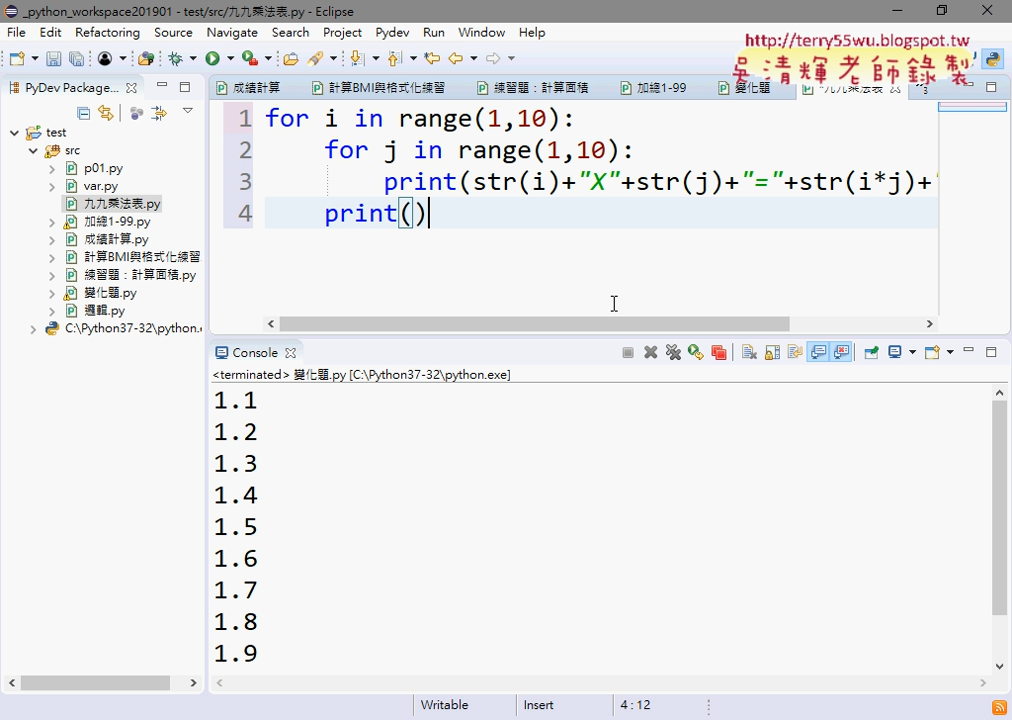 _python_workspace201901 - test/src/九九乘法表.py - Eclipse
File Edit Refactoring Source Navigate Search Project Pydev Run Window Help
http://terry55wu.blogspot.tw
吳清輝老師錄製
PyDev Package...
成績計算 計算BMI與格式化練習 練習題：計算面積 加總1-99 變化題 *九九乘法表
test
src
p01.py
var.py
九九乘法表.py
加總1-99.py
成績計算.py
計算BMI與格式化練習
練習題：計算面積.py
變化題.py
邏輯.py
C:\Python37-32\python.
1 for i in range(1,10):
2 for j in range(1,10):
3 print(str(i)+"X"+str(j)+"="+str(i*j)+"
4 print()
Console
<terminated> 變化題.py [C:\Python37-32\python.exe]
1.1
1.2
1.3
1.4
1.5
1.6
1.7
1.8
1.9
Writable Insert 4 : 12